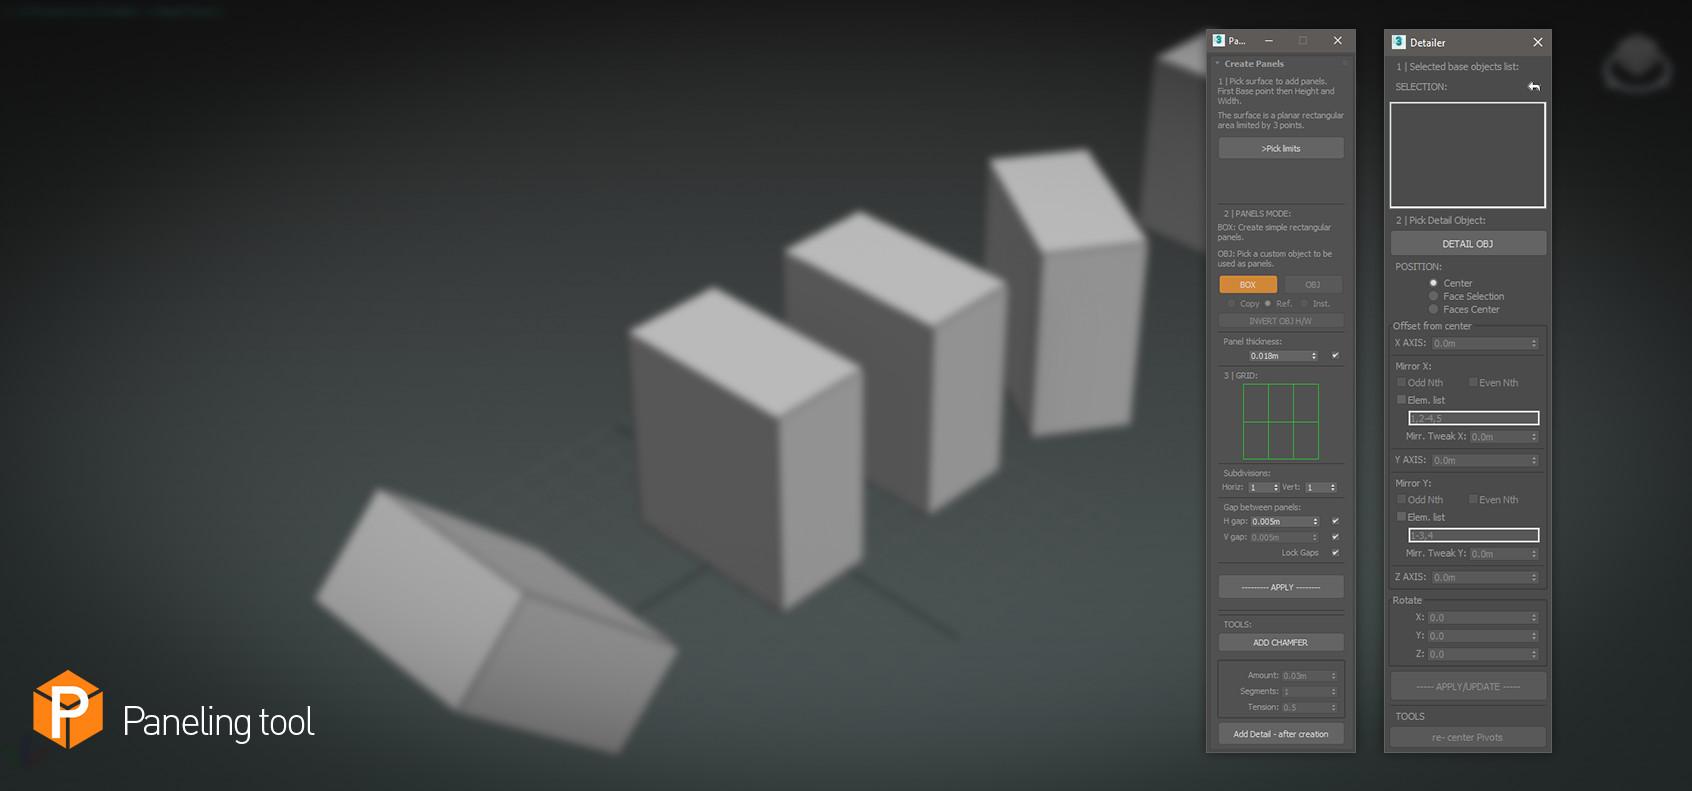 3 Pa...
Create Panels
1 | Pick surface to add panels.
First Base point then Height and
Width.
The surface is a planar rectangular
area limited by 3 points.
>Pick limits
2 | PANELS MODE:
BOX: Create simple rectangular
panels.
OBJ: Pick a custom object to be
used as panels.
BOX OBJ
Copy Ref. Inst.
INVERT OBJ H/W
Panel thickness:
0.018m
3 | GRID:
Subdivisions:
Horiz: 1 Vert: 1
Gap between panels:
H gap: 0.005m
V gap: 0.005m
Lock Gaps
--------- APPLY ---------
TOOLS:
ADD CHAMFER
Amount: 0.03m
Segments: 1
Tension: 0.5
Add Detail - after creation
3 Detailer
1 | Selected base objects list:
SELECTION:
2 | Pick Detail Object:
DETAIL OBJ
POSITION:
Center
Face Selection
Faces Center
Offset from center
X AXIS: 0.0m
Mirror X:
Odd Nth Even Nth
Elem. list
1,2-4,5
Mirr. Tweak X: 0.0m
Y AXIS: 0.0m
Mirror Y:
Odd Nth Even Nth
Elem. list
1-3,4
Mirr. Tweak Y: 0.0m
Z AXIS: 0.0m
Rotate
X: 0.0
Y: 0.0
Z: 0.0
----- APPLY/UPDATE -----
TOOLS
re- center Pivots
P Paneling tool